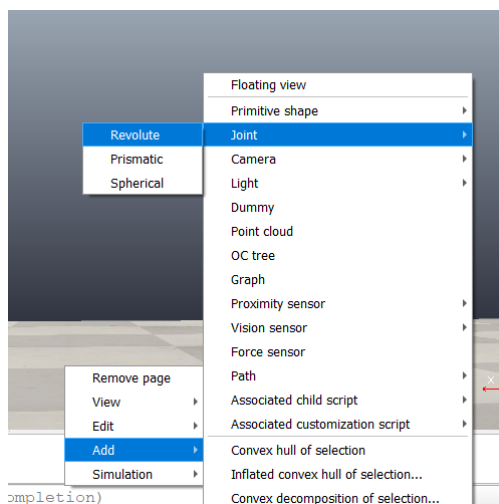 Floating view
Primitive shape
Revolute
Joint
Prismatic
Camera
Spherical
Light
Dummy
Point cloud
OC tree
Graph
Proximity sensor
Vision sensor
Force sensor
Remove page
Path
X
View
Associated child script
Edit
Associated customization script
Add
Convex hull of selection
Simulation
Inflated convex hull of selection...
ompletion)
Convex decomposition of selection...